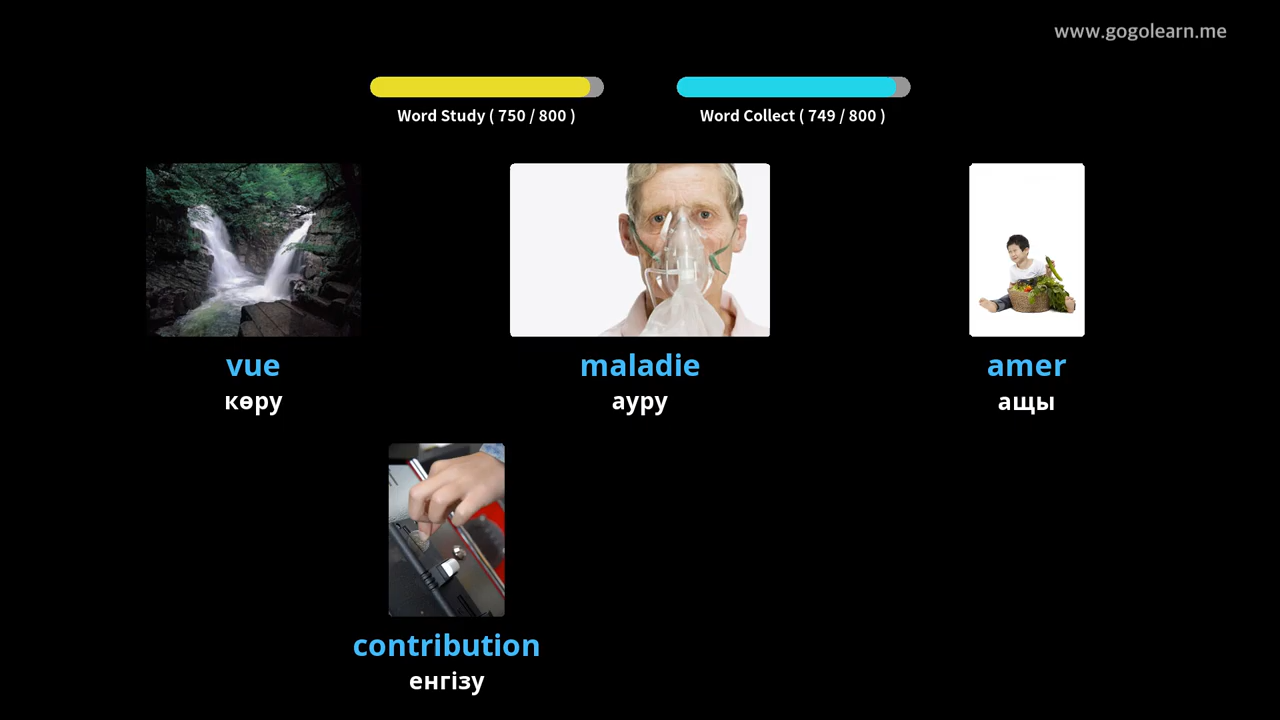 www.gogolearn.me
Word Study ( 750 / 800 )
Word Collect ( 749 / 800 )
vue
көру
maladie
ауру
amer
ащы
contribution
енгізу